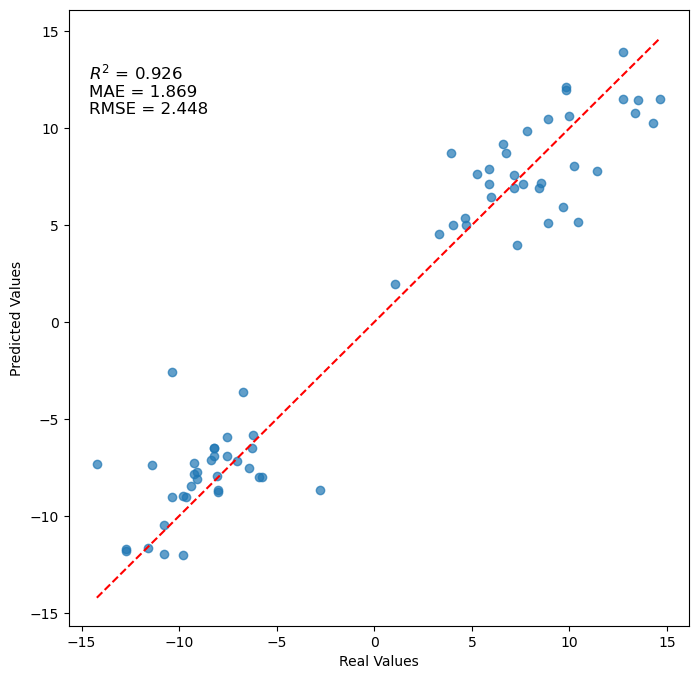 R² = 0.926
MAE = 1.869
RMSE = 2.448
15
10
5
0
−5
−10
−15
Predicted Values
−15 −10 −5 0 5 10 15
Real Values